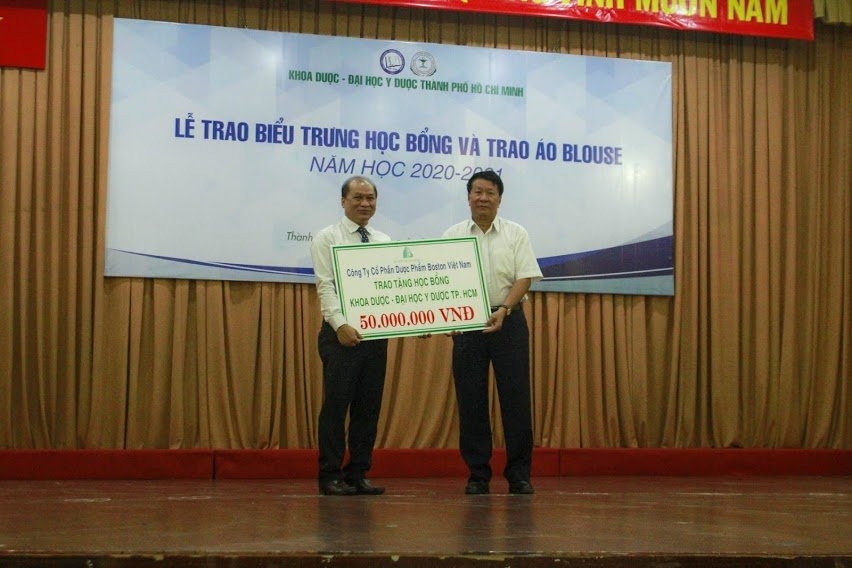 MUÔN NĂM
KHOA DƯỢC - ĐẠI HỌC Y DƯỢC THÀNH PHỐ HỒ CHÍ MINH
LỄ TRAO BIỂU TRƯNG HỌC BỔNG VÀ TRAO ÁO BLOUSE
NĂM HỌC 2020-2021
Thành
Công Ty Cổ Phần Dược Phẩm Boston Việt Nam
TRAO TẶNG HỌC BỔNG
KHOA DƯỢC - ĐẠI HỌC Y DƯỢC TP. HCM
50.000.000 VNĐ